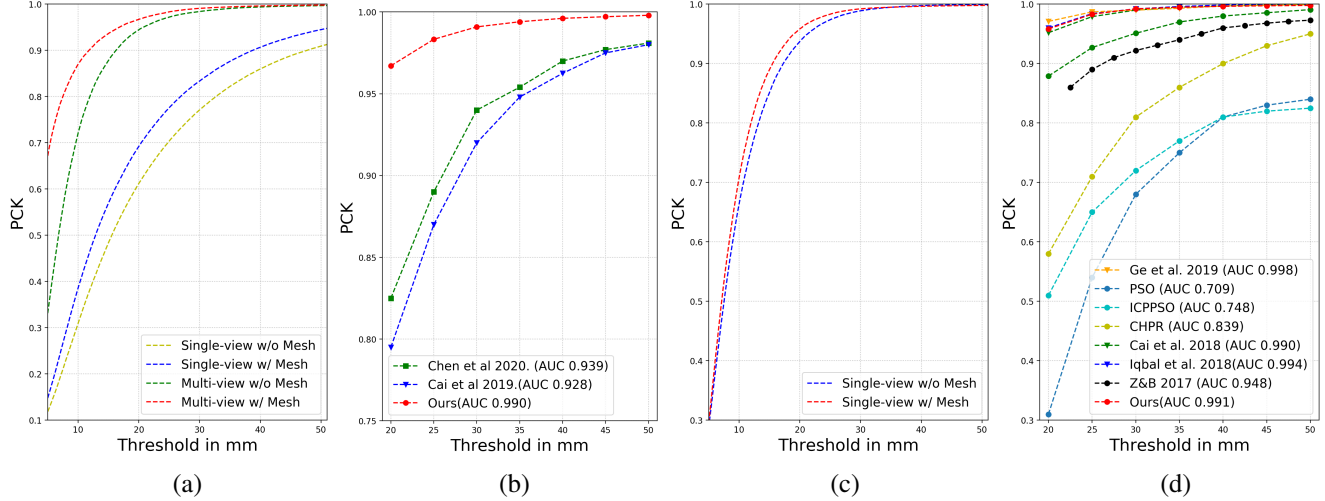 1.0
0.9
0.8
0.7
0.6
0.5
0.4
0.3
0.2
0.1
PCK
10
20
30
40
50
Threshold in mm
Single-view w/o Mesh
Single-view w/ Mesh
Multi-view w/o Mesh
Multi-view w/ Mesh
(a)
1.00
0.95
0.90
0.85
0.80
0.75
PCK
20
25
30
35
40
45
50
Threshold in mm
Chen et al 2020. (AUC 0.939)
Cai et al 2019.(AUC 0.928)
Ours(AUC 0.990)
(b)
1.0
0.9
0.8
0.7
0.6
0.5
0.4
0.3
PCK
10
20
30
40
50
Threshold in mm
Single-view w/o Mesh
Single-view w/ Mesh
(c)
1.0
0.9
0.8
0.7
0.6
0.5
0.4
0.3
PCK
20
25
30
35
40
45
50
Threshold in mm
Ge et al. 2019 (AUC 0.998)
PSO (AUC 0.709)
ICPPSO (AUC 0.748)
CHPR (AUC 0.839)
Cai et al. 2018 (AUC 0.990)
Iqbal et al. 2018(AUC 0.994)
Z&B 2017 (AUC 0.948)
Ours(AUC 0.991)
(d)